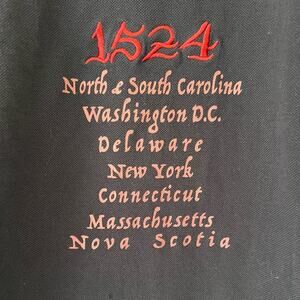 1524
North & South Carolina
Washington D.C.
Delaware
New York
Connecticut
Massachusetts
Nova Scotia